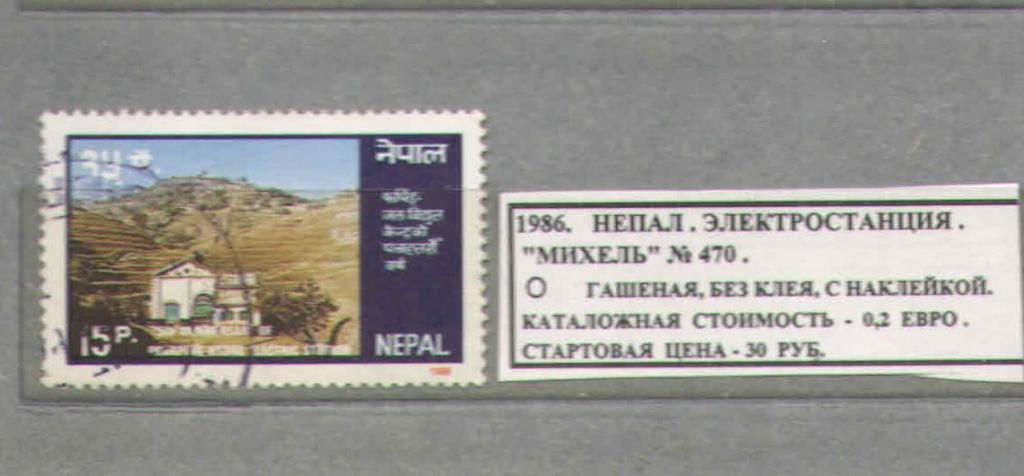 नेपाल
NEPAL
15 P.
1986. НЕПАЛ. ЭЛЕКТРОСТАНЦИЯ.
"МИХЕЛЬ" № 470.
О ГАШЕНАЯ, БЕЗ КЛЕЯ, С НАКЛЕЙКОЙ.
КАТАЛОЖНАЯ СТОИМОСТЬ - 0,2 ЕВРО.
СТАРТОВАЯ ЦЕНА - 30 РУБ.